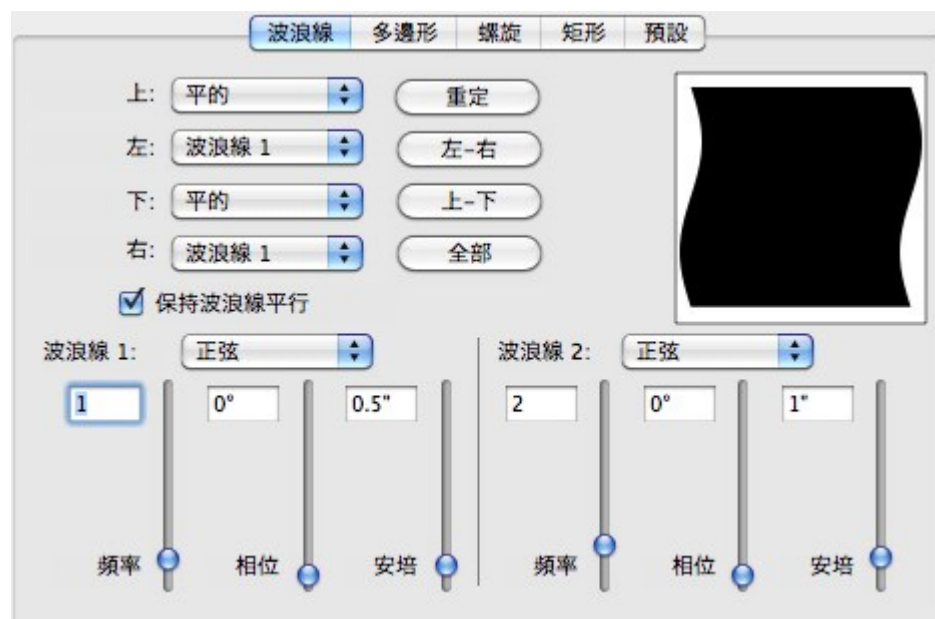 波浪線 多邊形 螺旋 矩形 預設
上: 平的 重定
左: 波浪線 1 左-右
下: 平的 上-下
右: 波浪線 1 全部
保持波浪線平行
波浪線 1: 正弦 波浪線 2: 正弦
1 0° 0.5" 2 0° 1"
頻率 相位 安培 頻率 相位 安培